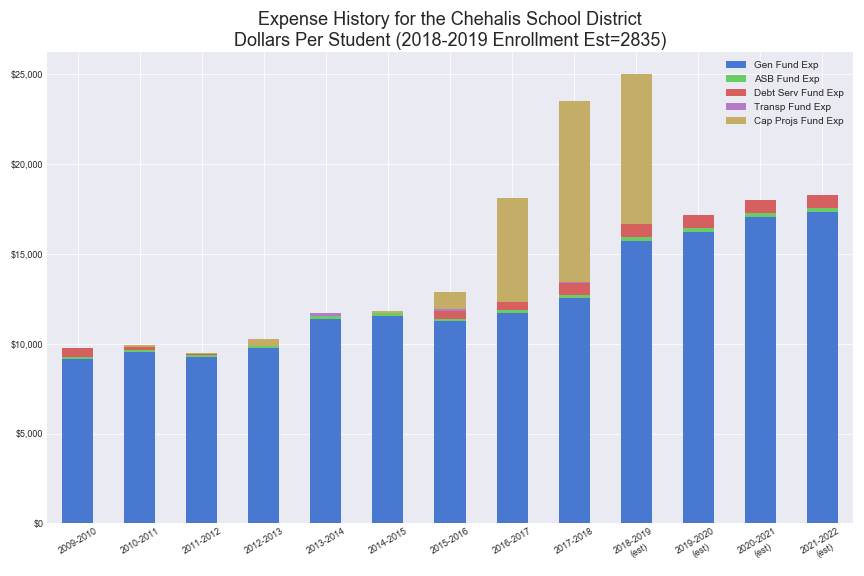 Expense History for the Chehalis School District
Dollars Per Student (2018-2019 Enrollment Est=2835)
Gen Fund Exp
ASB Fund Exp
Debt Serv Fund Exp
Transp Fund Exp
Cap Projs Fund Exp
$25,000
$20,000
$15,000
$10,000
$5,000
$0
2009-2010
2010-2011
2011-2012
2012-2013
2013-2014
2014-2015
2015-2016
2016-2017
2017-2018
2018-2019
(est)
2019-2020
(est)
2020-2021
(est)
2021-2022
(est)